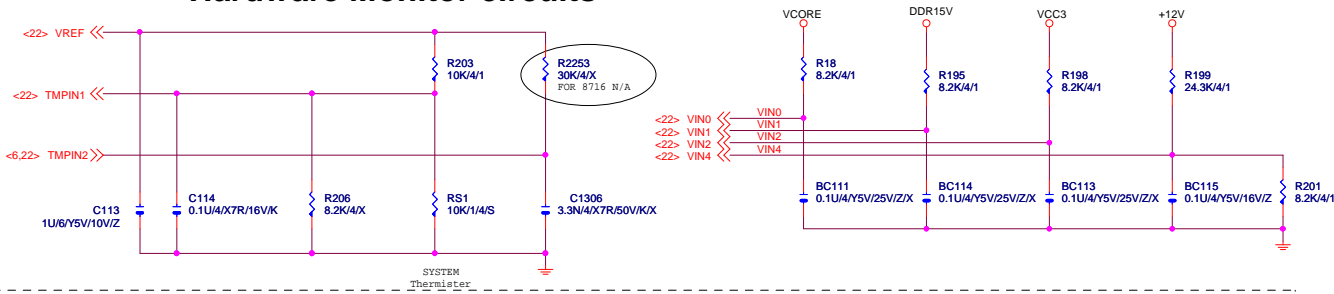 Hardware Monitor circuits
<22> VREF
R203
10K/4/1
R2253
30K/4/X
FOR 8716 N/A
<22> TMPIN1
<6,22> TMPIN2
C113
1U/6/Y5V/10V/Z
C114
0.1U/4/X7R/16V/K
R206
8.2K/4/X
RS1
10K/1/4/S
C1306
3.3N/4/X7R/50V/K/X
SYSTEM
Thermister
VCORE
DDR15V
VCC3
+12V
R18
8.2K/4/1
R195
8.2K/4/1
R198
8.2K/4/1
R199
24.3K/4/1
<22> VIN0 VIN0
<22> VIN1 VIN1
<22> VIN2 VIN2
<22> VIN4 VIN4
BC111
0.1U/4/Y5V/25V/Z/X
BC114
0.1U/4/Y5V/25V/Z/X
BC113
0.1U/4/Y5V/25V/Z/X
BC115
0.1U/4/Y5V/16V/Z
R201
8.2K/4/1